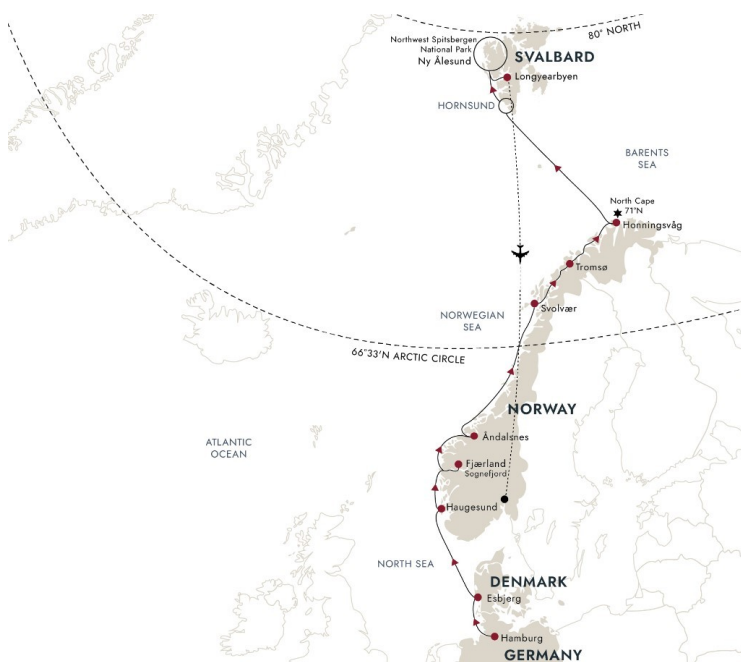 80° NORTH
Northwest Spitsbergen
National Park
Ny Ålesund
SVALBARD
Longyearbyen
HORNSUND
BARENTS
SEA
North Cape
71°N
Honningsvåg
Tromsø
Svolvær
NORWEGIAN
SEA
66°33'N ARCTIC CIRCLE
NORWAY
Åndalsnes
ATLANTIC
OCEAN
Fjærland
Sognefjord
Haugesund
NORTH SEA
DENMARK
Esbjerg
Hamburg
GERMANY